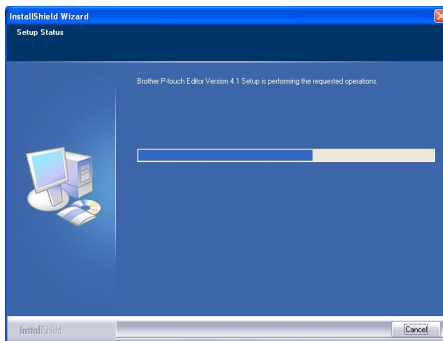 InstallShield Wizard
Setup Status
Brother P-touch Editor Version 4.1 Setup is performing the requested operations.
InstallShield
Cancel